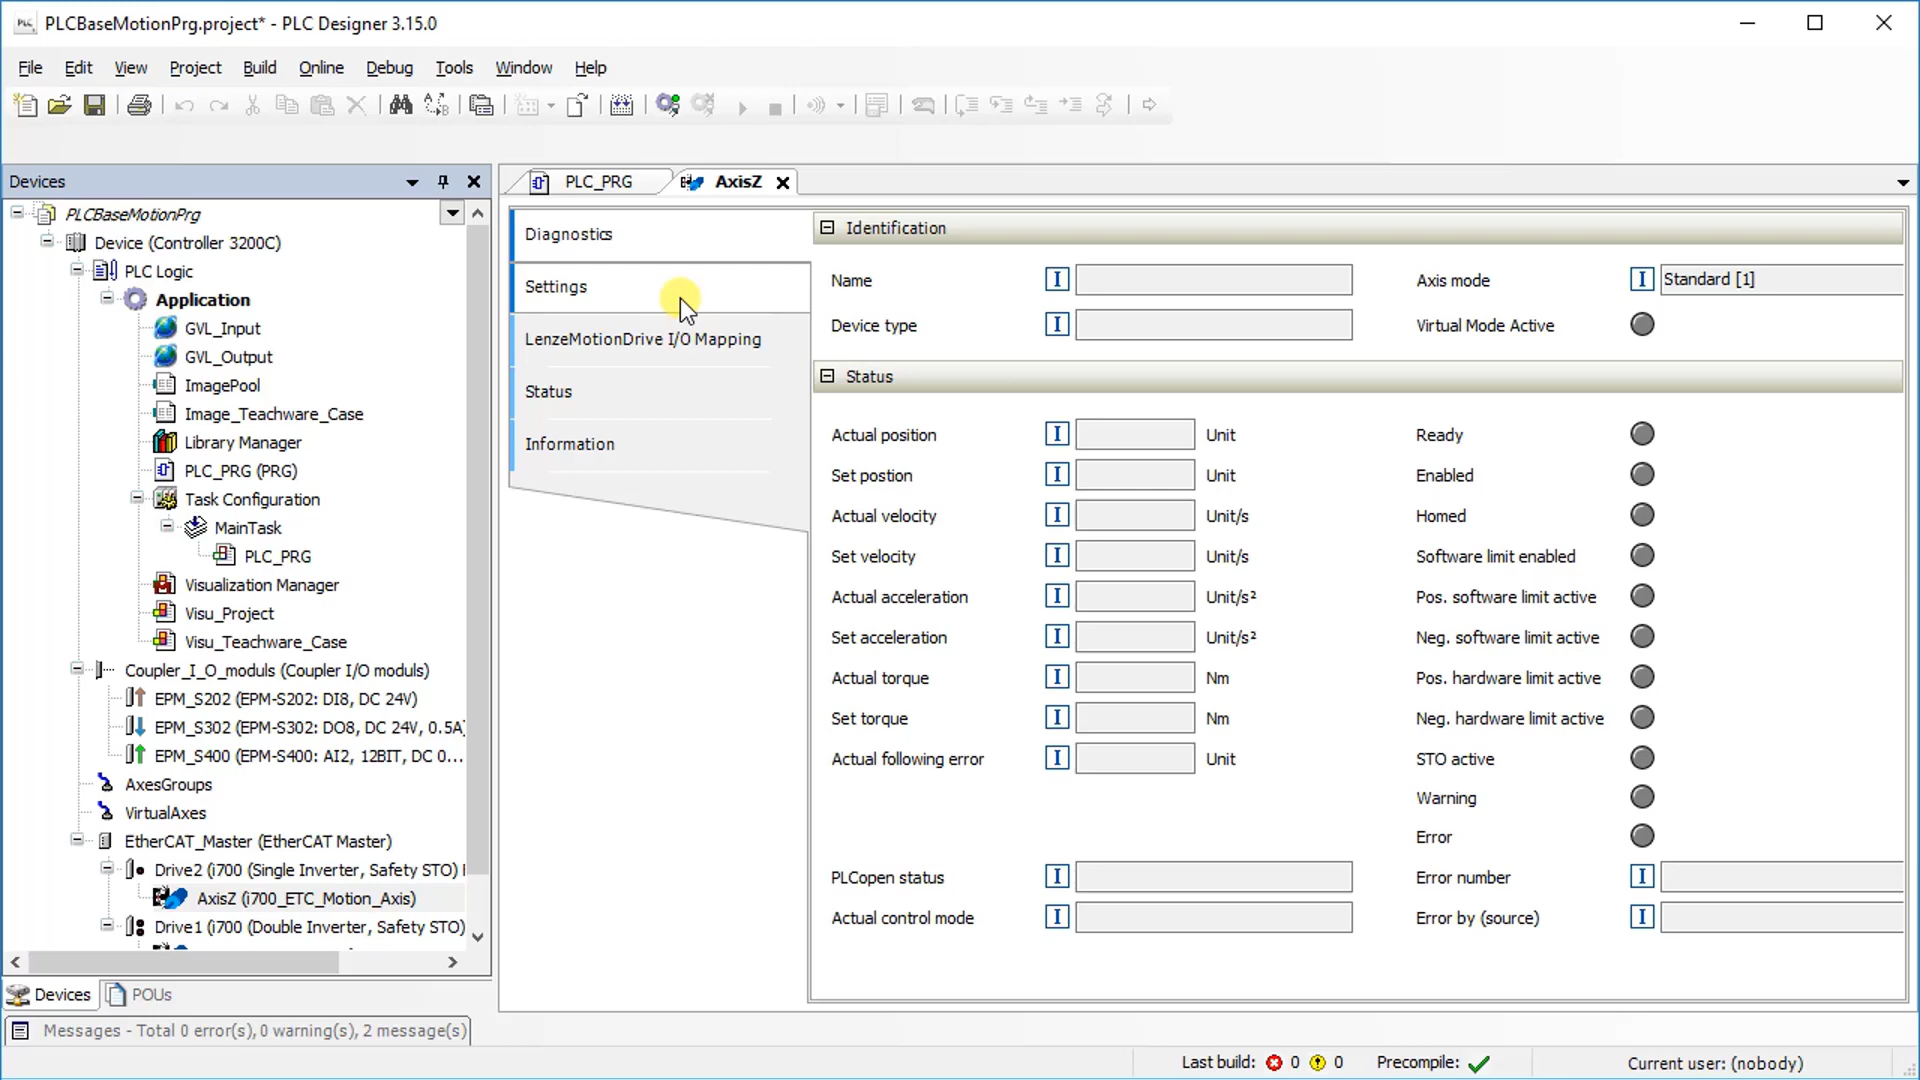 PLCBaseMotionPrg.project* - PLC Designer 3.15.0
File Edit View Project Build Online Debug Tools Window Help
Devices
PLCBaseMotionPrg
Device (Controller 3200C)
PLC Logic
Application
GVL_Input
GVL_Output
ImagePool
Image_Teachware_Case
Library Manager
PLC_PRG (PRG)
Task Configuration
MainTask
PLC_PRG
Visualization Manager
Visu_Project
Visu_Teachware_Case
Coupler_I_O_moduls (Coupler I/O moduls)
EPM_S202 (EPM-S202: DI8, DC 24V)
EPM_S302 (EPM-S302: DO8, DC 24V, 0.5A)
EPM_S400 (EPM-S400: AI2, 12BIT, DC 0...
AxesGroups
VirtualAxes
EtherCAT_Master (EtherCAT Master)
Drive2 (i700 (Single Inverter, Safety STO)
AxisZ (i700_ETC_Motion_Axis)
Drive1 (i700 (Double Inverter, Safety STO)
Devices POUs
Messages - Total 0 error(s), 0 warning(s), 2 message(s)
PLC_PRG AxisZ
Diagnostics
Settings
LenzeMotionDrive I/O Mapping
Status
Information
Identification
Name Axis mode Standard [1]
Device type Virtual Mode Active
Status
Actual position Unit Ready
Set postion Unit Enabled
Actual velocity Unit/s Homed
Set velocity Unit/s Software limit enabled
Actual acceleration Unit/s² Pos. software limit active
Set acceleration Unit/s² Neg. software limit active
Actual torque Nm Pos. hardware limit active
Set torque Nm Neg. hardware limit active
Actual following error Unit STO active
Warning
Error
PLCopen status Error number
Actual control mode Error by (source)
Last build: 0 0 Precompile: Current user: (nobody)